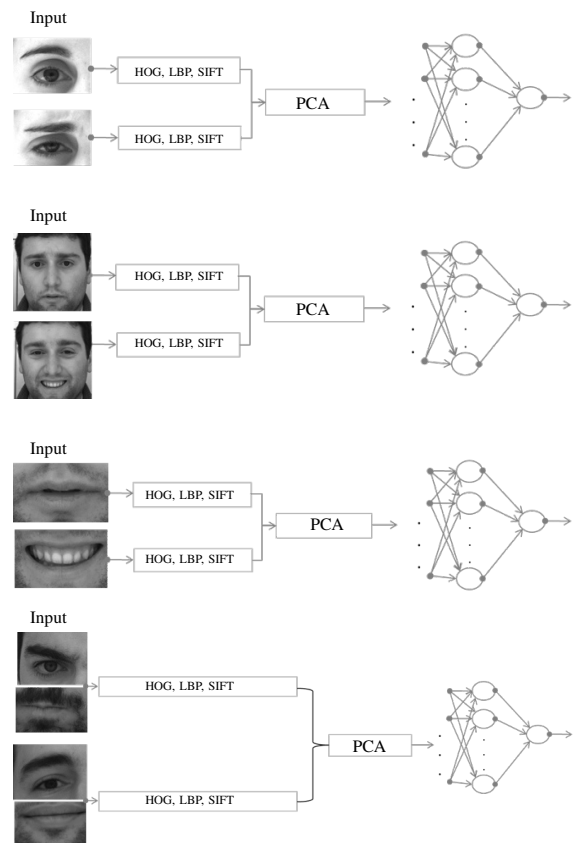 Input
HOG, LBP, SIFT
PCA
HOG, LBP, SIFT
Input
HOG, LBP, SIFT
PCA
HOG, LBP, SIFT
Input
HOG, LBP, SIFT
PCA
HOG, LBP, SIFT
Input
HOG, LBP, SIFT
PCA
HOG, LBP, SIFT